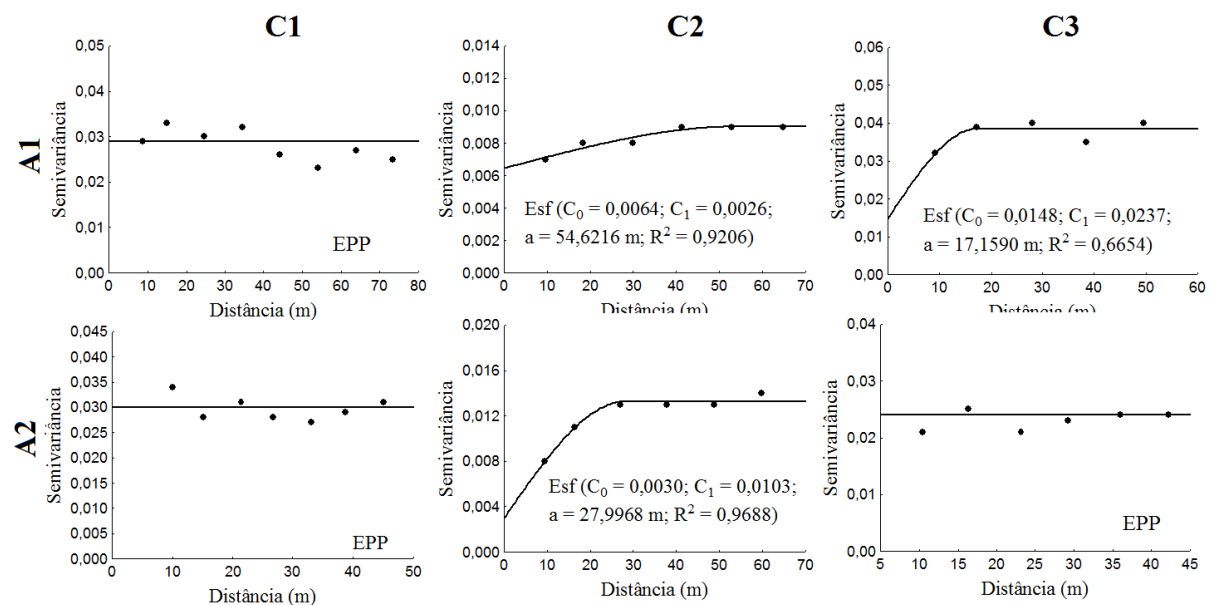 C1
C2
C3
A1
Semivariância
0,05
0,04
0,03
0,02
0,01
0,00
EPP
0 10 20 30 40 50 60 70 80
Distância (m)
Semivariância
0,014
0,012
0,010
0,008
0,006
0,004
0,002
0,000
Esf (C0 = 0,0064; C1 = 0,0026;
a = 54,6216 m; R2 = 0,9206)
0 10 20 30 40 50 60 70
Distância (m)
Semivariância
0,06
0,05
0,04
0,03
0,02
0,01
0,00
Esf (C0 = 0,0148; C1 = 0,0237;
a = 17,1590 m; R2 = 0,6654)
0 10 20 30 40 50 60
Distância (m)
A2
Semivariância
0,045
0,040
0,035
0,030
0,025
0,020
0,015
0,010
0,005
0,000
EPP
0 10 20 30 40 50
Distância (m)
Semivariância
0,020
0,016
0,012
0,008
0,004
0,000
Esf (C0 = 0,0030; C1 = 0,0103;
a = 27,9968 m; R2 = 0,9688)
0 10 20 30 40 50 60 70
Distância (m)
Semivariância
0,04
0,03
0,02
0,01
0,00
EPP
5 10 15 20 25 30 35 40 45
Distância (m)